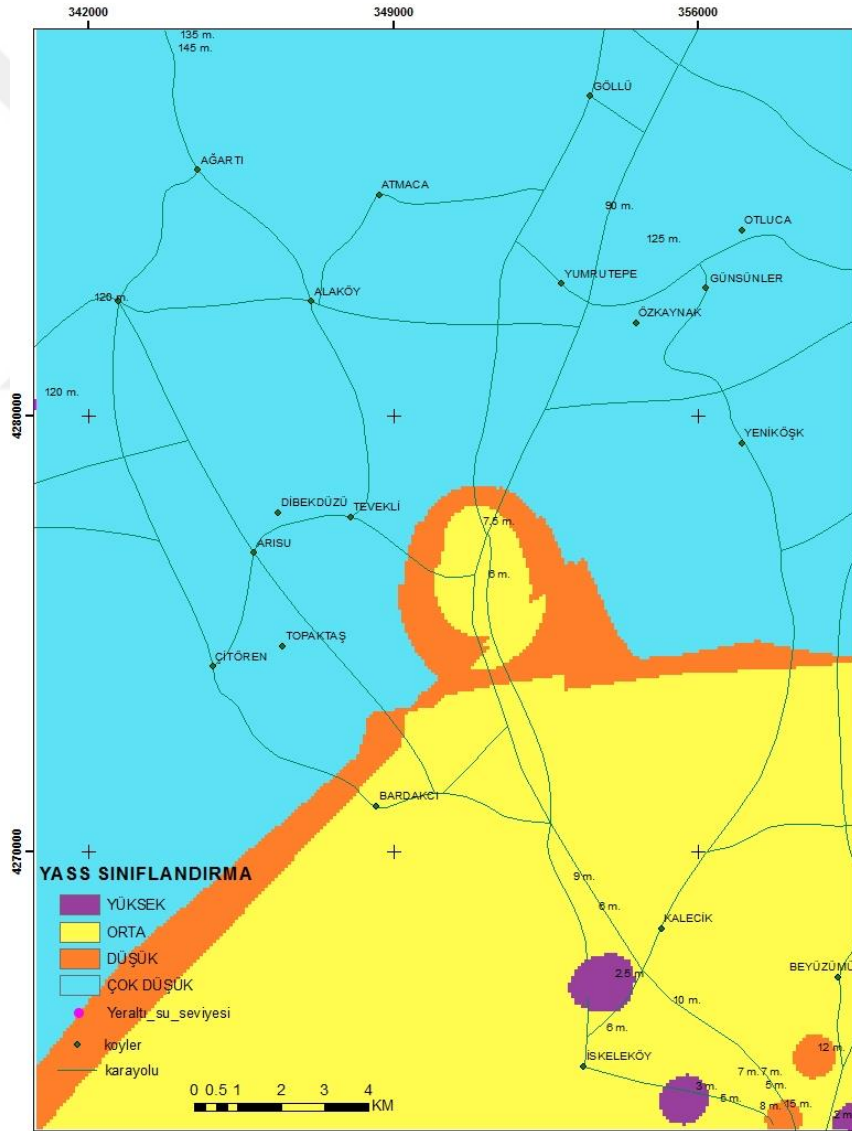 342000 349000 356000
135 m.
145 m.
GÖLLÜ
AĞARTI
ATMACA
90 m.
OTLUCA
125 m.
YUMRUTEPE
GÜNSÜNLER
120 m.
ALAKÖY
ÖZKAYNAK
120 m.
4280000
YENİKÖŞK
DİBEKDÜZÜ
TEVEKLİ
7,5 m.
ARISU
6 m.
TOPAKTAŞ
ÇİTÖREN
BARDAKCI
4270000
YASS SINIFLANDIRMA
YÜKSEK
ORTA
DÜŞÜK
ÇOK DÜŞÜK
Yeraltı_su_seviyesi
koyler
karayolu
0 0.5 1 2 3 4
KM
9 m.
6 m.
KALECİK
2,5 m
BEYÜZÜMÜ
10 m.
6 m.
12 m.
İSKELEKÖY
7 m. 7 m.
3 m.
5 m.
5 m.
8 m. 15 m.
2 m